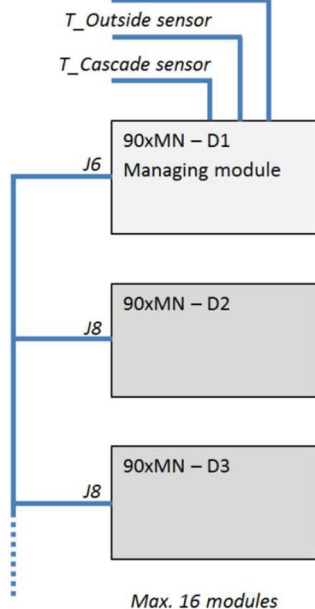 T_Outside sensor
T_Cascade sensor
90xMN – D1
J6
Managing module
90xMN – D2
J8
90xMN – D3
J8
Max. 16 modules